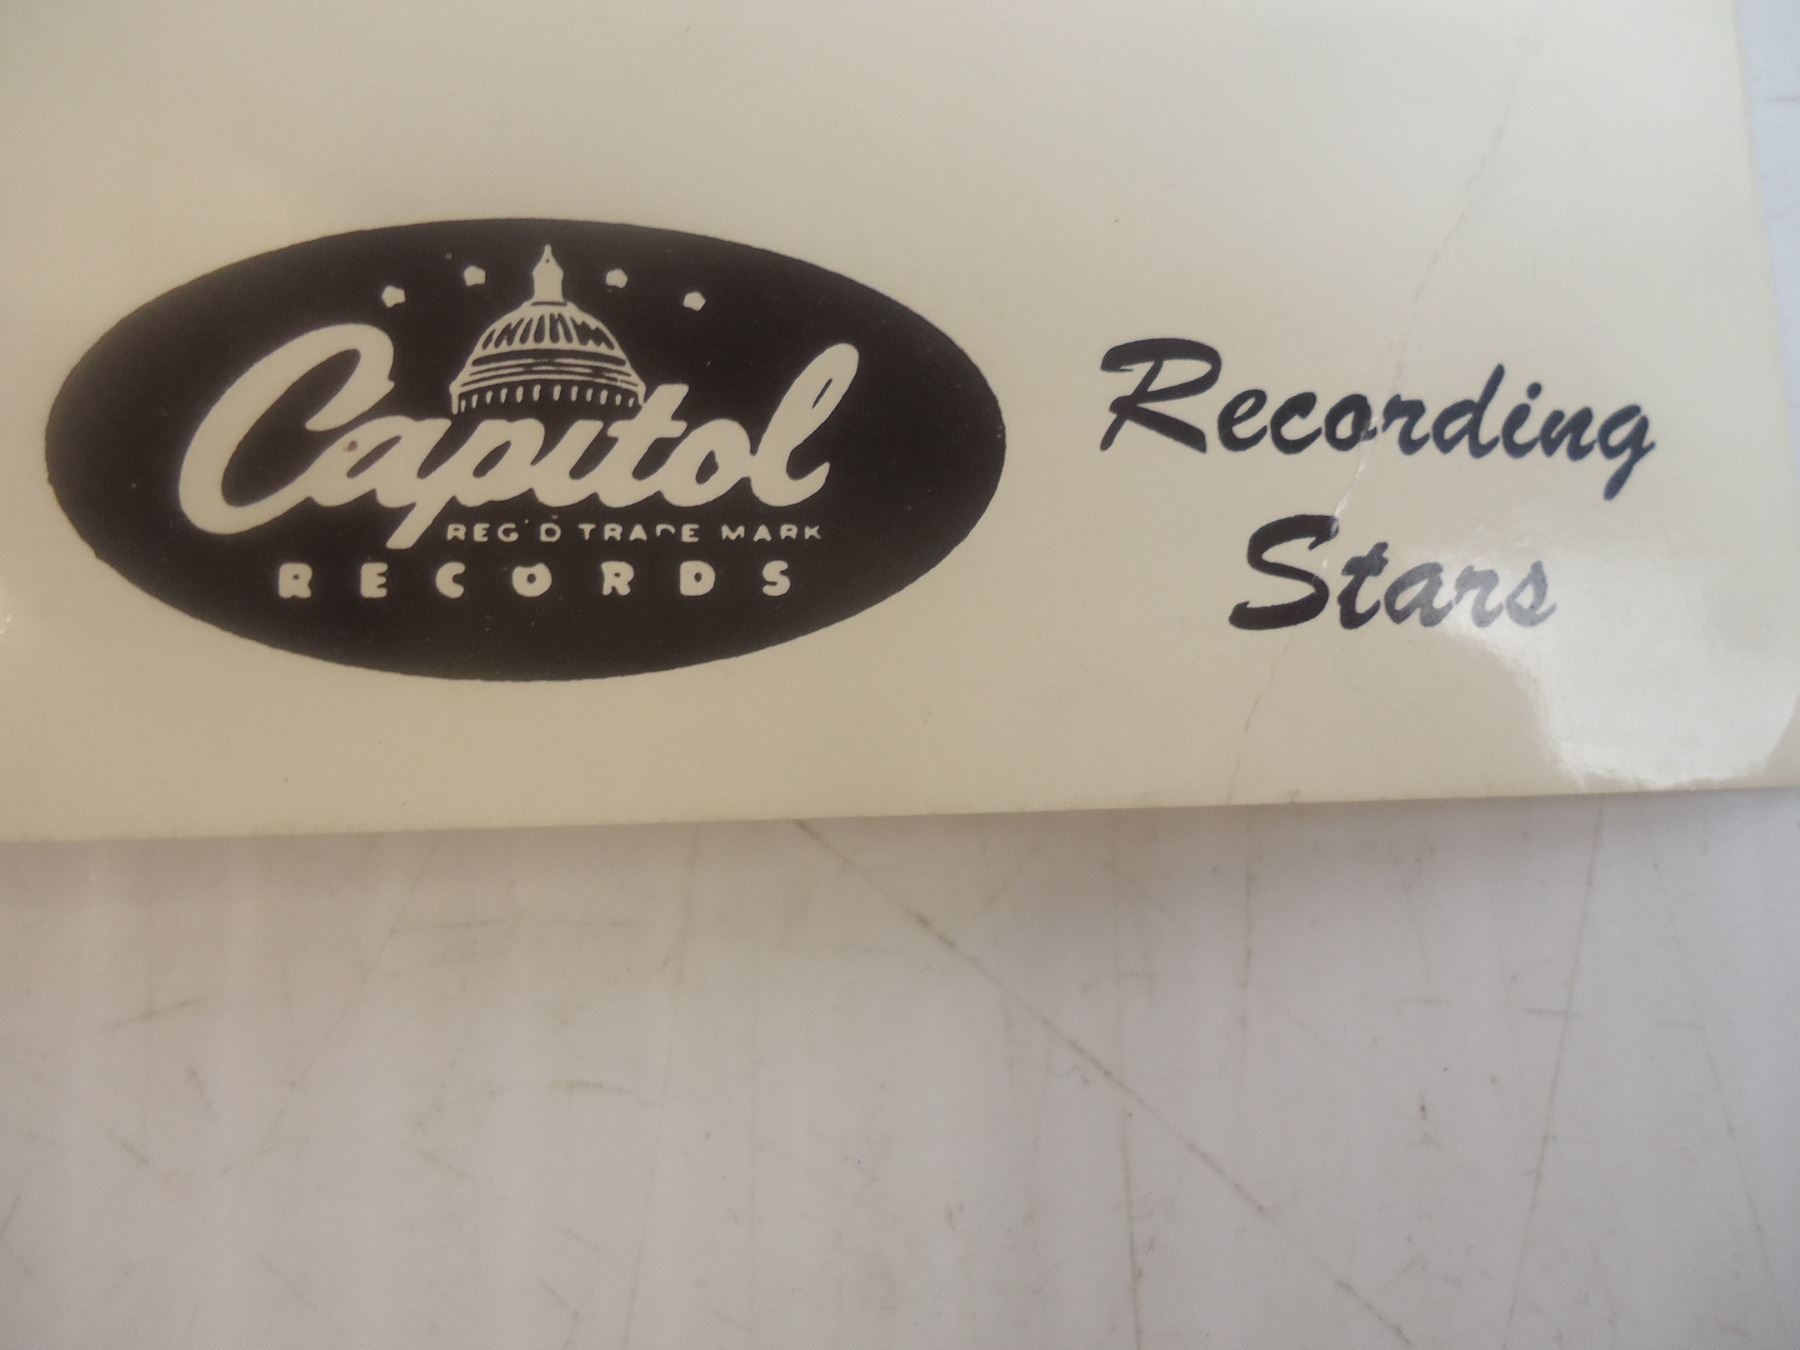 Capitol
REG'D TRADE MARK
RECORDS
Recording
Stars